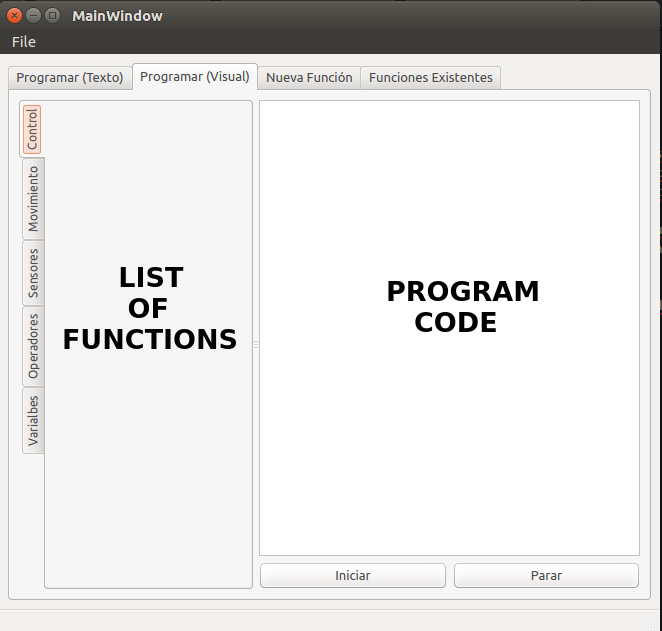 MainWindow
File
Programar (Texto)
Programar (Visual)
Nueva Función
Funciones Existentes
Control
Movimiento
Sensores
Operadores
Varialbes
LIST
OF
FUNCTIONS
PROGRAM
CODE
Iniciar
Parar